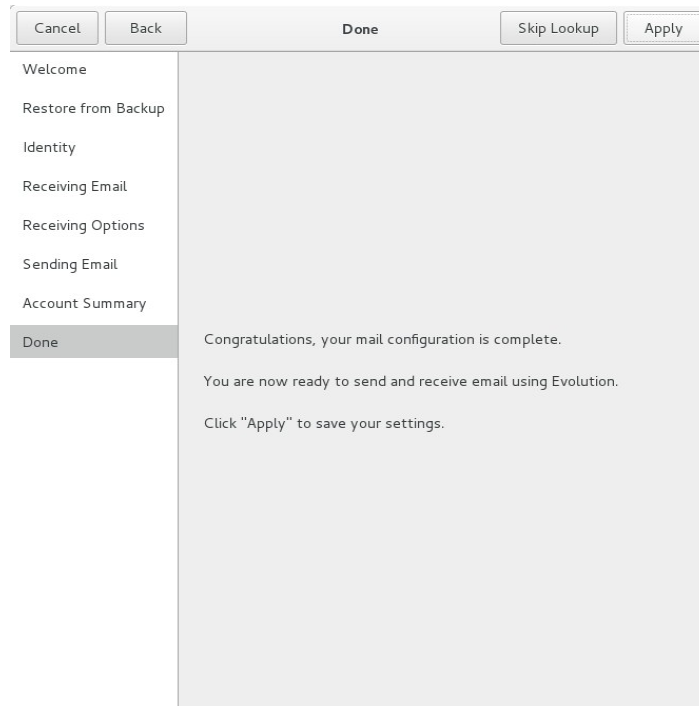 Cancel
Back
Done
Skip Lookup
Apply
Welcome
Restore from Backup
Identity
Receiving Email
Receiving Options
Sending Email
Account Summary
Done
Congratulations, your mail configuration is complete.
You are now ready to send and receive email using Evolution.
Click "Apply" to save your settings.